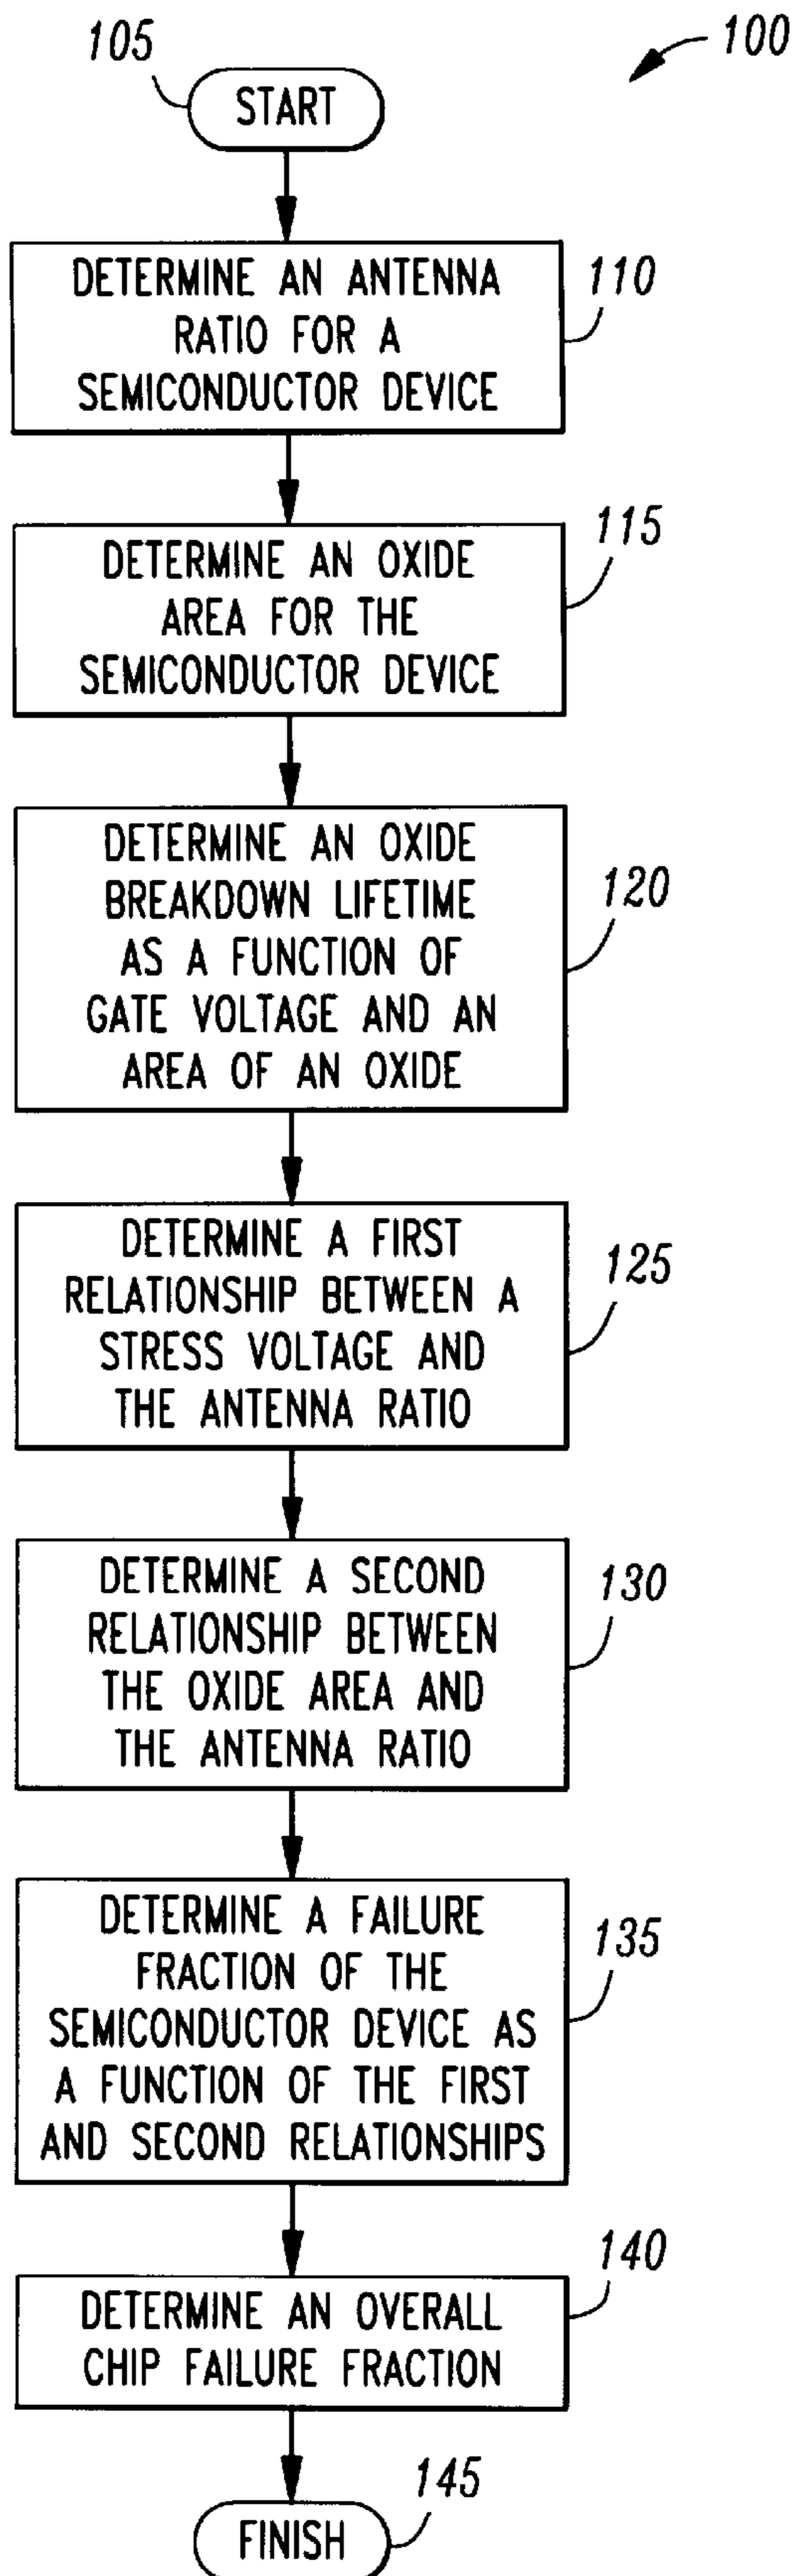 105
100
START
DETERMINE AN ANTENNA
RATIO FOR A
SEMICONDUCTOR DEVICE
110
DETERMINE AN OXIDE
AREA FOR THE
SEMICONDUCTOR DEVICE
115
DETERMINE AN OXIDE
BREAKDOWN LIFETIME
AS A FUNCTION OF
GATE VOLTAGE AND AN
AREA OF AN OXIDE
120
DETERMINE A FIRST
RELATIONSHIP BETWEEN A
STRESS VOLTAGE AND
THE ANTENNA RATIO
125
DETERMINE A SECOND
RELATIONSHIP BETWEEN
THE OXIDE AREA AND
THE ANTENNA RATIO
130
DETERMINE A FAILURE
FRACTION OF THE
SEMICONDUCTOR DEVICE AS
A FUNCTION OF THE FIRST
AND SECOND RELATIONSHIPS
135
DETERMINE AN OVERALL
CHIP FAILURE FRACTION
140
FINISH
145